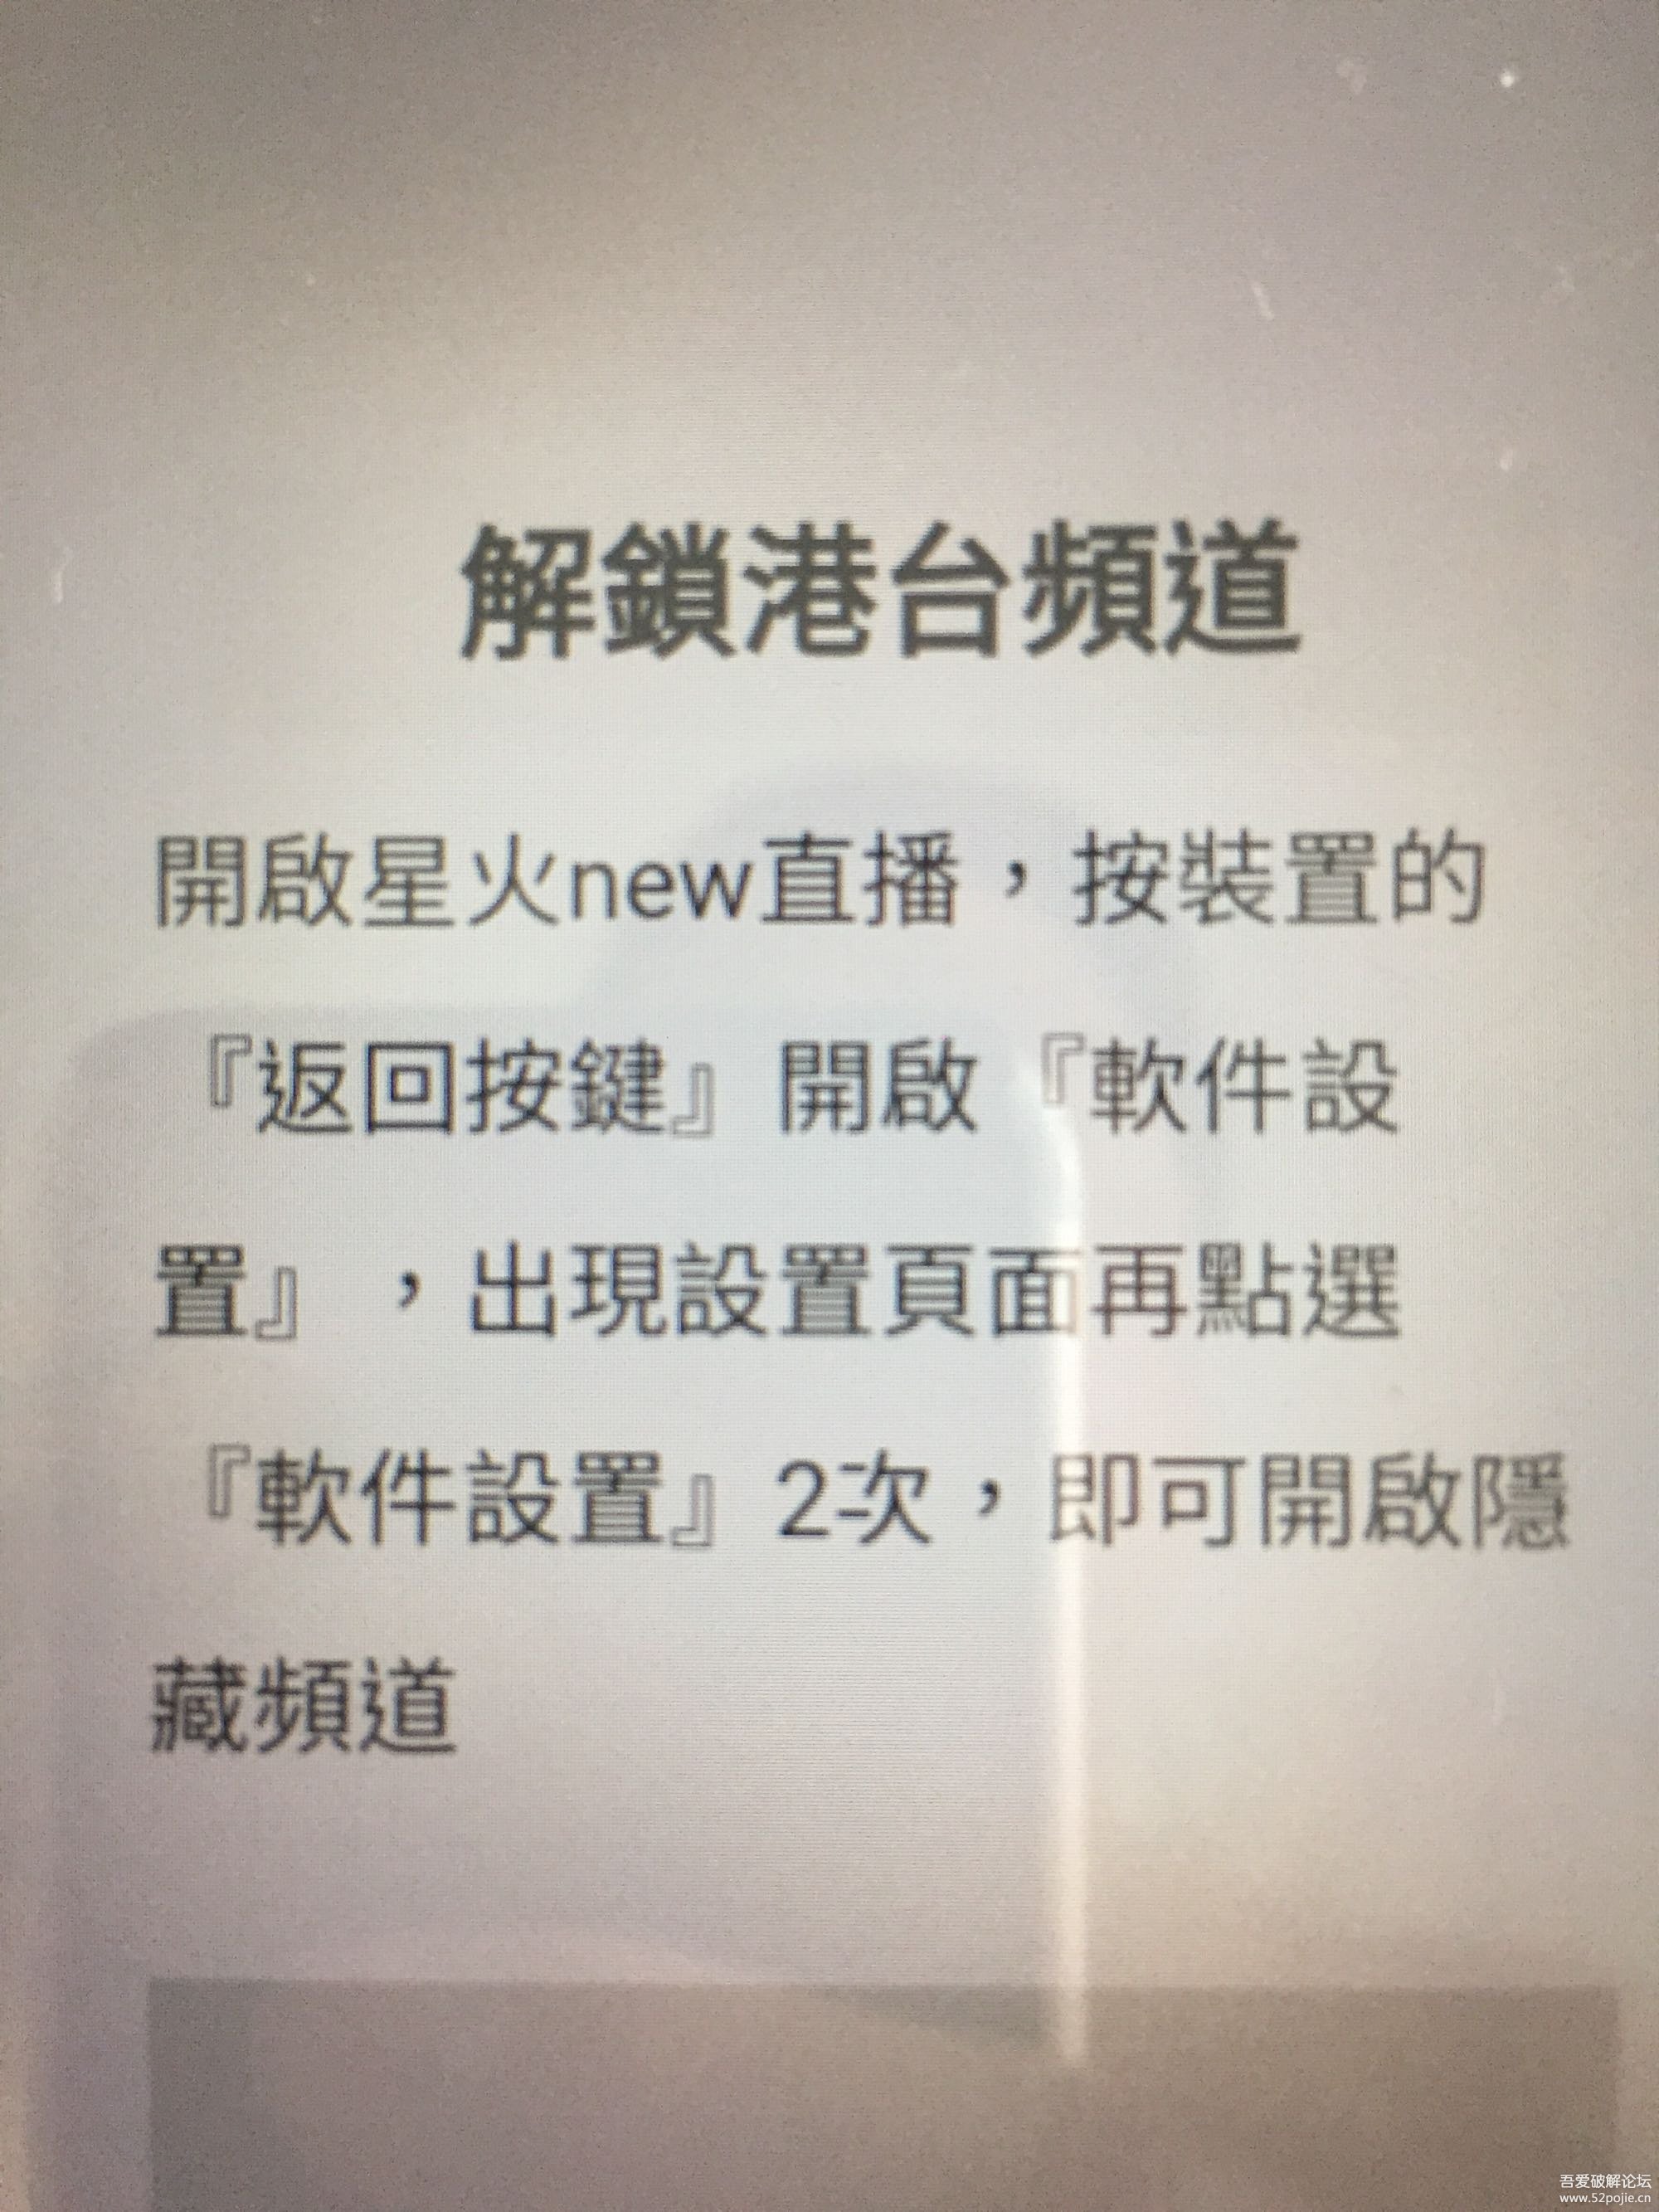 解鎖港台頻道
開啟星火new直播，按裝置的
『返回按鍵』開啟『軟件設
置』，出現設置頁面再點選
『軟件設置』2次，即可開啟隱
藏頻道
吾爱破解论坛
www.52pojie.cn